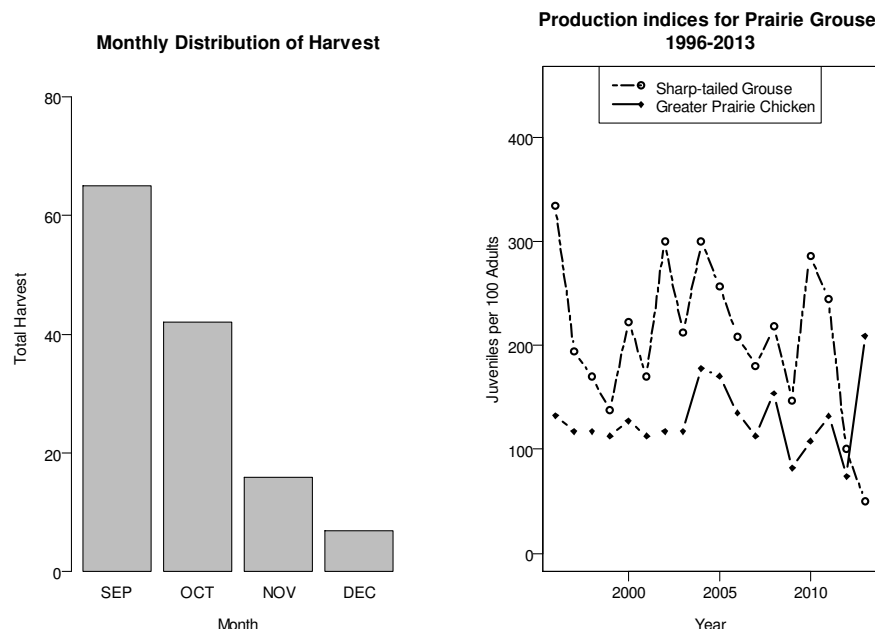 Monthly Distribution of Harvest
80
60
40
20
0
Total Harvest
SEP OCT NOV DEC
Month
Production indices for Prairie Grouse
1996-2013
Sharp-tailed Grouse
Greater Prairie Chicken
400
300
200
100
0
Juveniles per 100 Adults
2000 2005 2010
Year